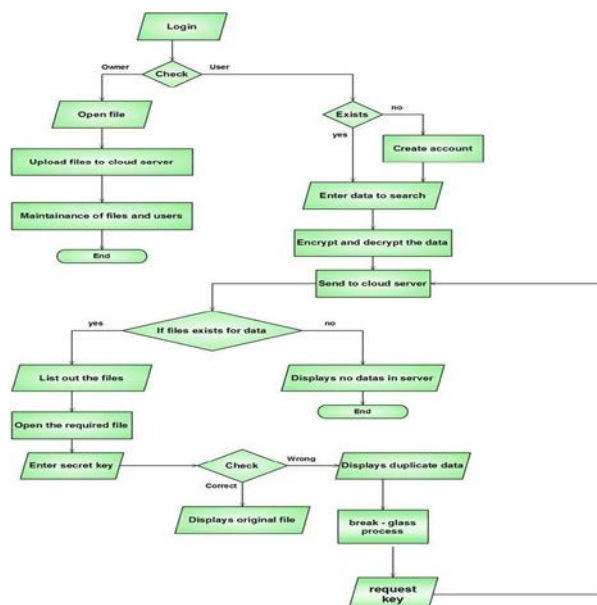 Login
Owner
Check
User
Open file
Exists
no
yes
Create account
Upload files to cloud server
Enter data to search
Maintainance of files and users
Encrypt and decrypt the data
End
Send to cloud server
yes
If files exists for data
no
List out the files
Displays no datas in server
End
Open the required file
Enter secret key
Check
Wrong
Displays duplicate data
Correct
Displays original file
break - glass
process
request
key